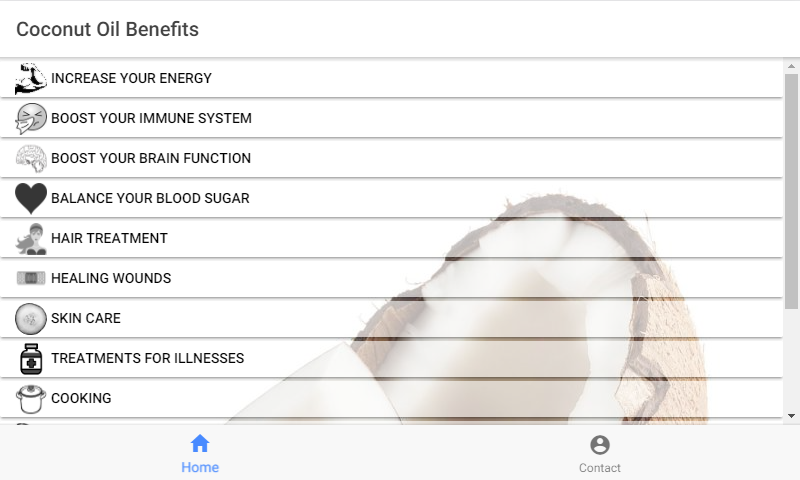 Coconut Oil Benefits
INCREASE YOUR ENERGY
BOOST YOUR IMMUNE SYSTEM
BOOST YOUR BRAIN FUNCTION
BALANCE YOUR BLOOD SUGAR
HAIR TREATMENT
HEALING WOUNDS
SKIN CARE
TREATMENTS FOR ILLNESSES
COOKING
Home
Contact